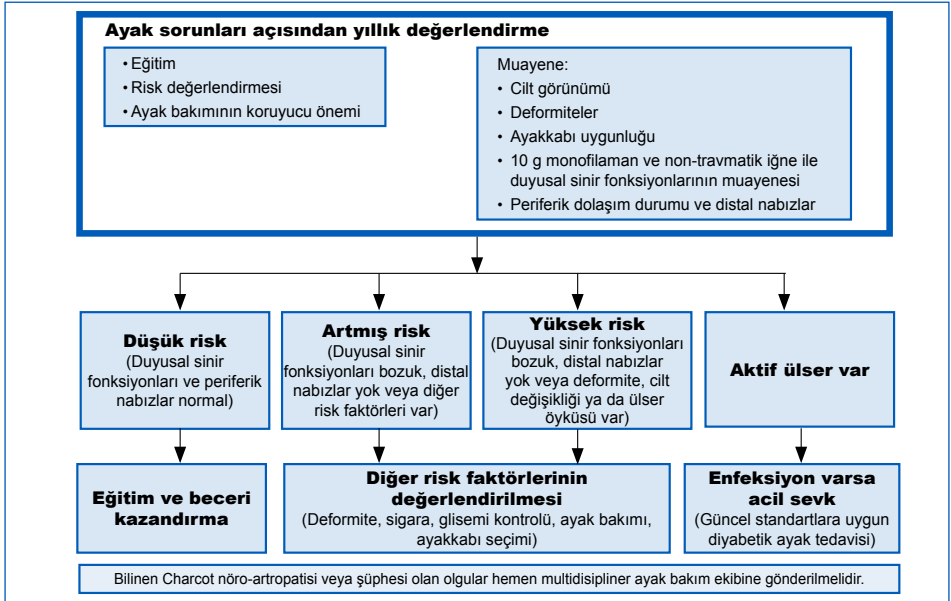 Ayak sorunları açısından yıllık değerlendirme
• Eğitim
• Risk değerlendirmesi
• Ayak bakımının koruyucu önemi
Muayene:
• Cilt görünümü
• Deformiteler
• Ayakkabı uygunluğu
• 10 g monofilaman ve non-travmatik iğne ile
duyusal sinir fonksiyonlarının muayenesi
• Periferik dolaşım durumu ve distal nabızlar
Düşük risk
(Duyusal sinir
fonksiyonları ve periferik
nabızlar normal)
Artmış risk
(Duyusal sinir
fonksiyonları bozuk, distal
nabızlar yok veya diğer
risk faktörleri var)
Yüksek risk
(Duyusal sinir fonksiyonları
bozuk, distal nabızlar
yok veya deformite, cilt
değişikliği ya da ülser
öyküsü var)
Aktif ülser var
Eğitim ve beceri
kazandırma
Diğer risk faktörlerinin
değerlendirilmesi
(Deformite, sigara, glisemi kontrolü, ayak bakımı,
ayakkabı seçimi)
Enfeksiyon varsa
acil sevk
(Güncel standartlara uygun
diyabetik ayak tedavisi)
Bilinen Charcot nöro-artropatisi veya şüphesi olan olgular hemen multidisipliner ayak bakım ekibine gönderilmelidir.